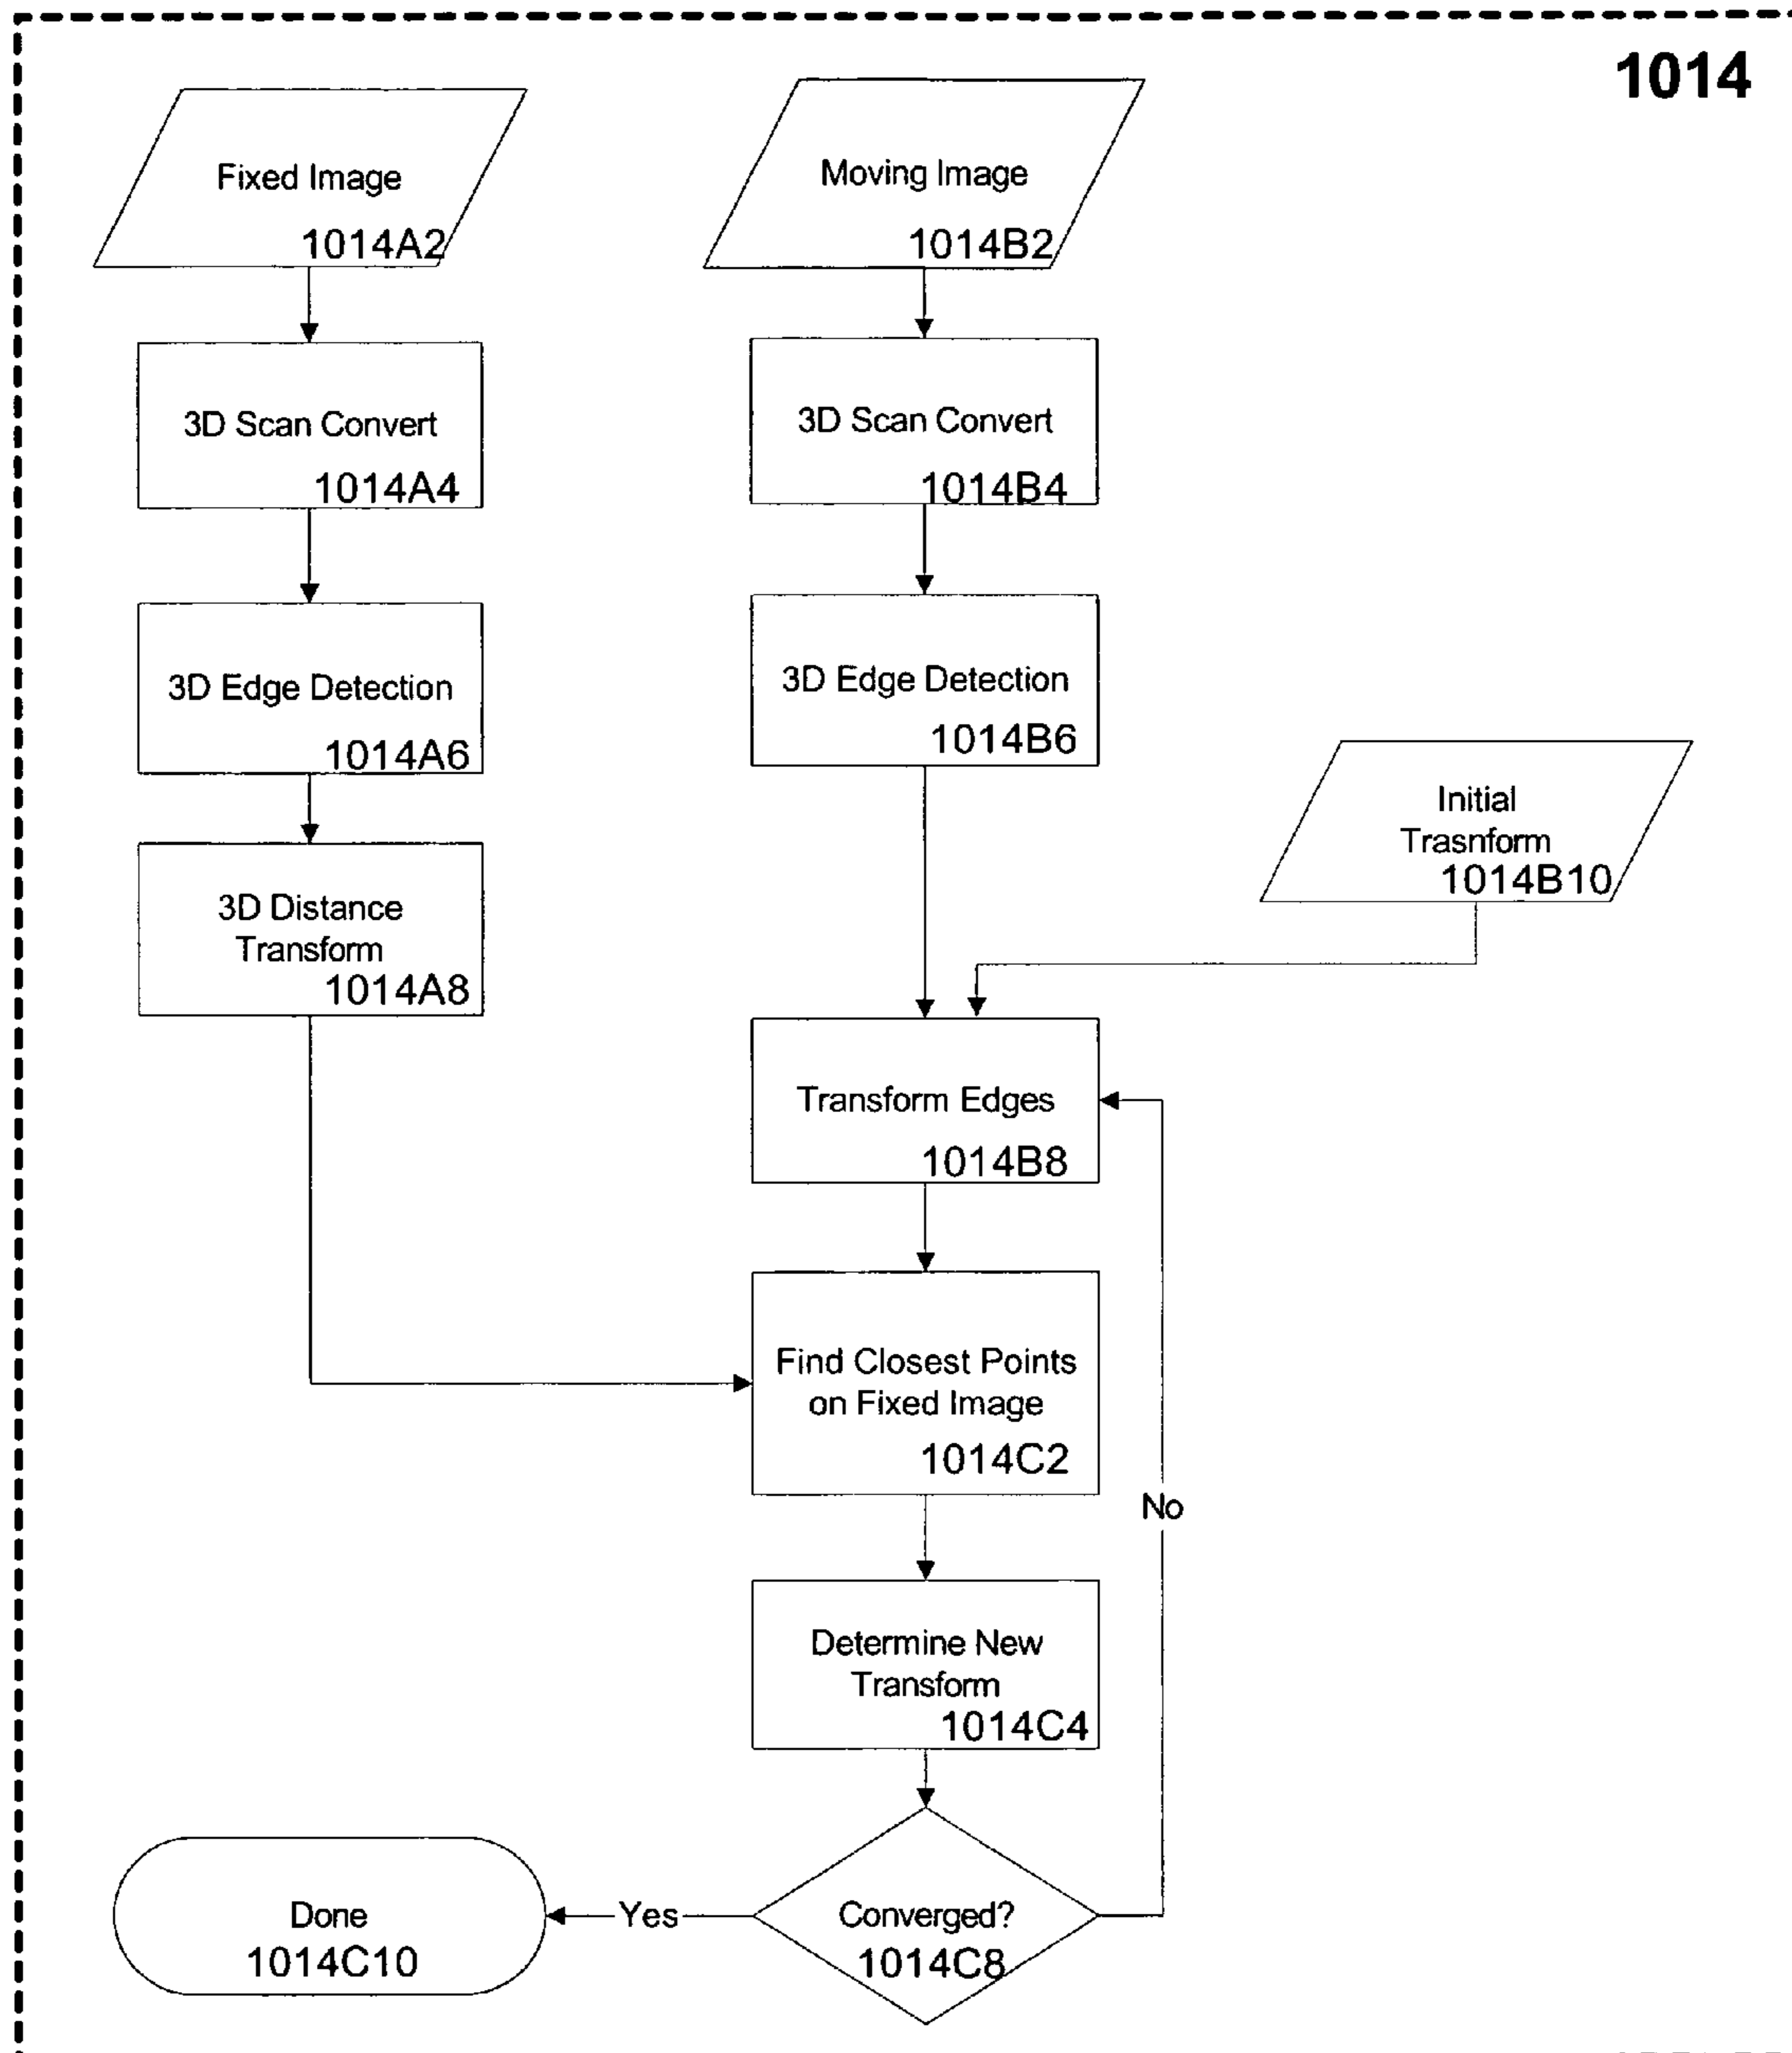 1014
Fixed Image
1014A2
Moving Image
1014B2
3D Scan Convert
1014A4
3D Scan Convert
1014B4
3D Edge Detection
1014A6
3D Edge Detection
1014B6
Initial
Trasnform
1014B10
3D Distance
Transform
1014A8
Transform Edges
1014B8
Find Closest Points
on Fixed Image
1014C2
No
Determine New
Transform
1014C4
Converged?
1014C8
Yes
Done
1014C10